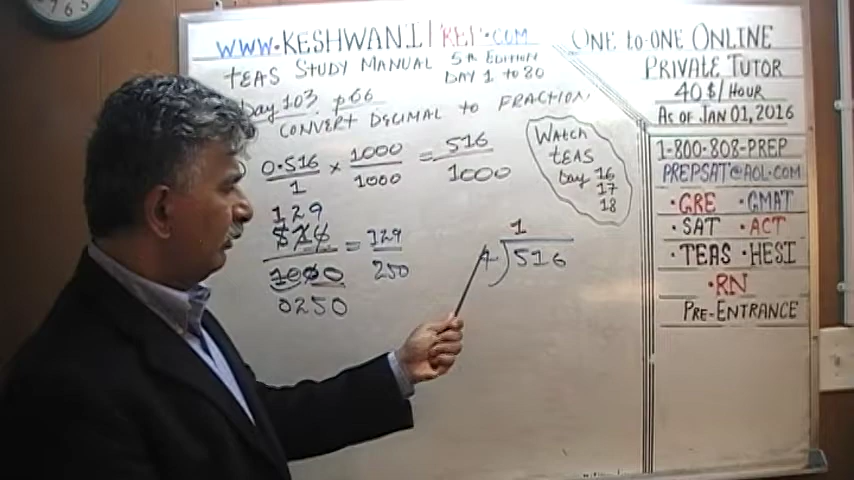 WWW.KESHWANIPREP.COM
TEAS STUDY MANUAL 5TH EDITION
DAY 1 TO 80
Day 103, p66
CONVERT DECIMAL TO FRACTION
0.516 × 1000 = 516
1 1000 1000
129
516 = 129
1000 250
0250
Watch
TEAS
Day 16
17
18
1
4)516
ONE to-ONE ONLINE
PRIVATE TUTOR
40$/HOUR
AS OF JAN 01, 2016
1-800-808-PREP
PREPSAT@AOL.COM
•GRE •GMAT
•SAT •ACT
•TEAS •HESI
•RN
PRE-ENTRANCE